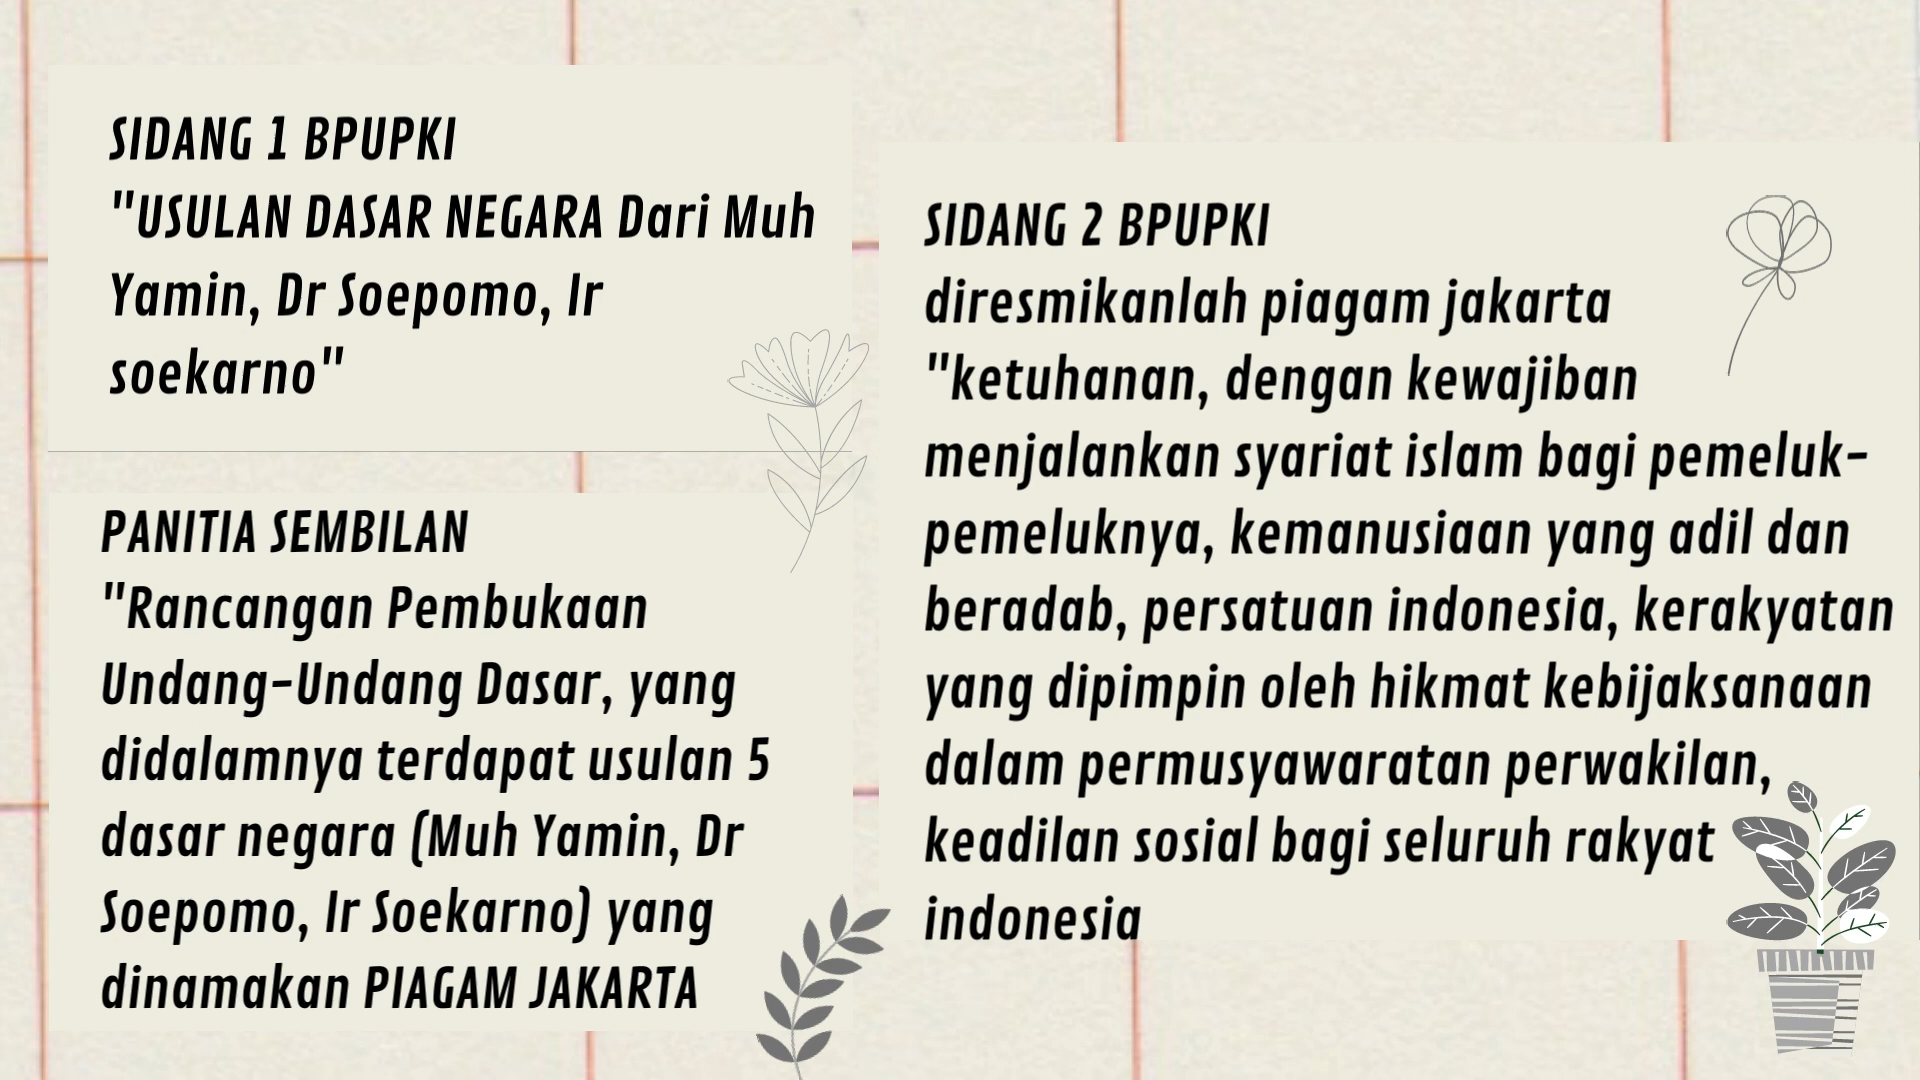 SIDANG 1 BPUPKI
"USULAN DASAR NEGARA Dari Muh
Yamin, Dr Soepomo, Ir
soekarno"
PANITIA SEMBILAN
"Rancangan Pembukaan
Undang-Undang Dasar, yang
didalamnya terdapat usulan 5
dasar negara (Muh Yamin, Dr
Soepomo, Ir Soekarno) yang
dinamakan PIAGAM JAKARTA
SIDANG 2 BPUPKI
diresmikanlah piagam jakarta
"ketuhanan, dengan kewajiban
menjalankan syariat islam bagi pemeluk-
pemeluknya, kemanusiaan yang adil dan
beradab, persatuan indonesia, kerakyatan
yang dipimpin oleh hikmat kebijaksanaan
dalam permusyawaratan perwakilan,
keadilan sosial bagi seluruh rakyat
indonesia